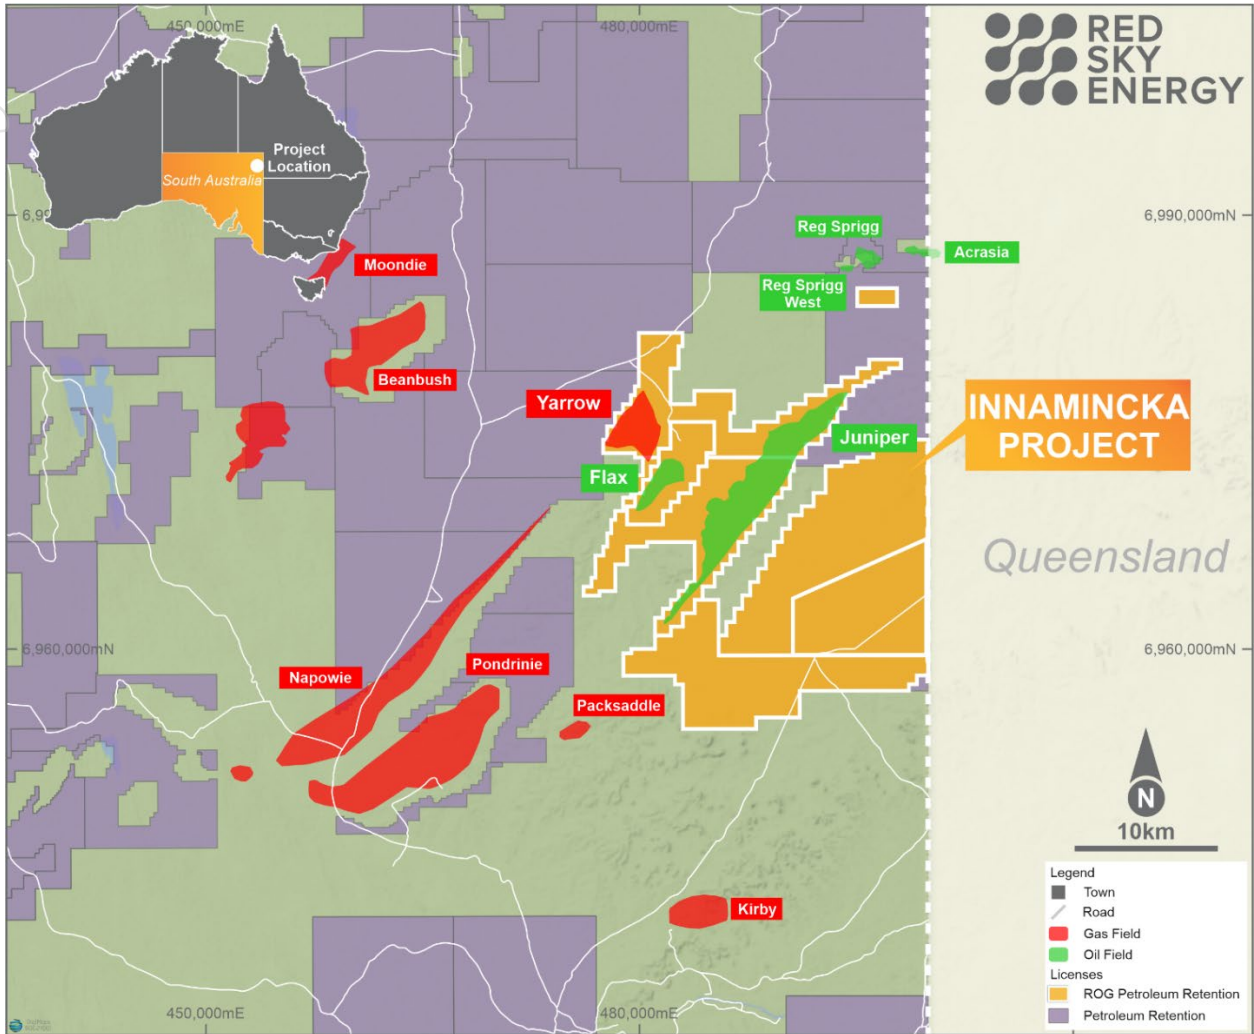 450,000mE
480,000mE
RED
SKY
ENERGY
Project
Location
South Australia
6,99
6,990,000mN
Reg Sprigg
Acrasia
Moondie
Reg Sprigg
West
Beanbush
Yarrow
INNAMINCKA
PROJECT
Juniper
Flax
Queensland
6,960,000mN
6,960,000mN
Pondrinie
Napowie
Packsaddle
N
10km
Legend
Town
Road
Gas Field
Oil Field
Licenses
ROG Petroleum Retention
Petroleum Retention
Kirby
450,000mE
480,000mE